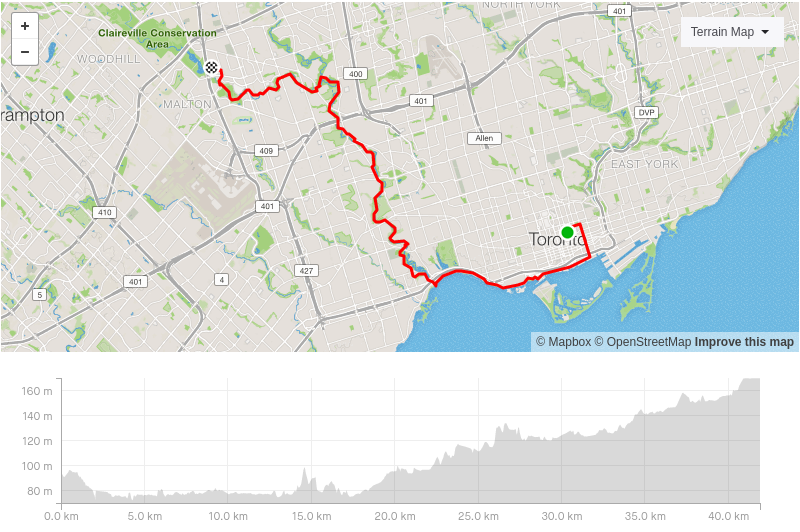 NORTH YORK
401
+
Claireville Conservation
Area
Terrain Map
−
WOODHILL
400
MALTON
401
DVP
rampton
Allen
409
EAST YORK
401
410
Toronto
427
401
4
5
© Mapbox © OpenStreetMap Improve this map
160 m
140 m
120 m
100 m
80 m
0.0 km 5.0 km 10.0 km 15.0 km 20.0 km 25.0 km 30.0 km 35.0 km 40.0 km